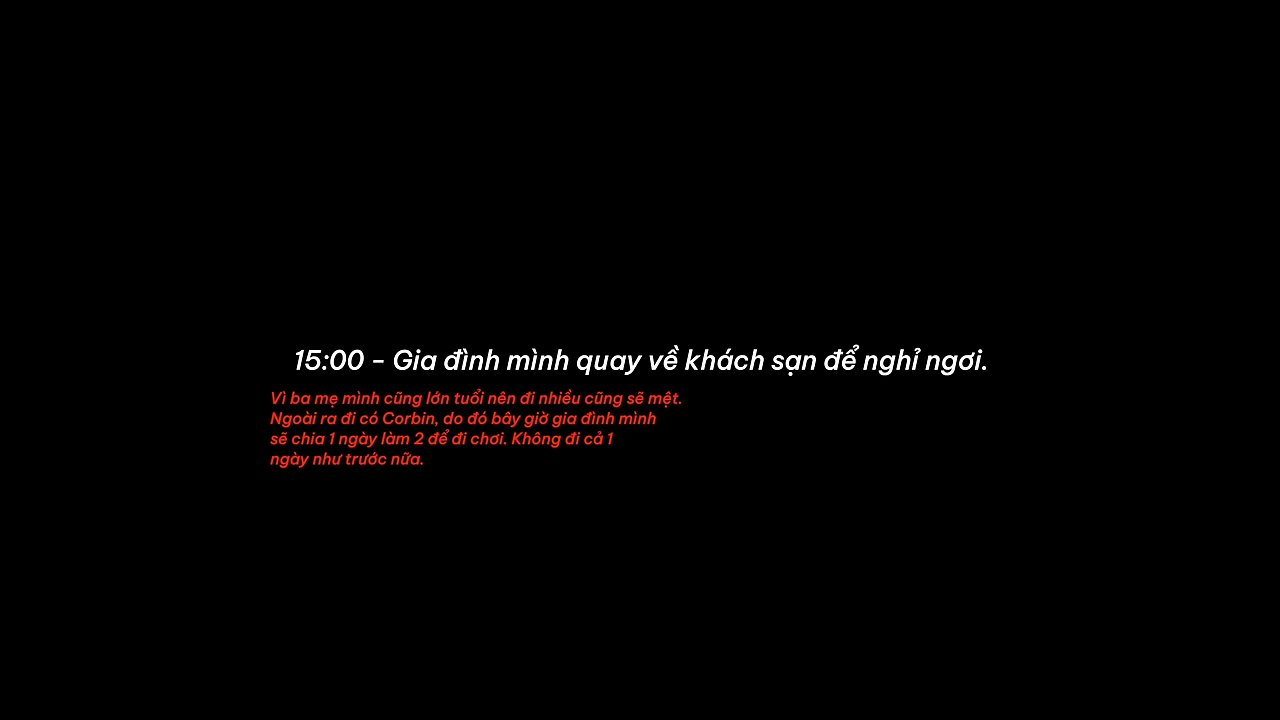 15:00 - Gia đình mình quay về khách sạn để nghỉ ngơi.
Vì ba mẹ mình cũng lớn tuổi nên đi nhiều cũng sẽ mệt.
Ngoài ra đi có Corbin, do đó bây giờ gia đình mình
sẽ chia 1 ngày làm 2 để đi chơi. Không đi cả 1
ngày như trước nữa.